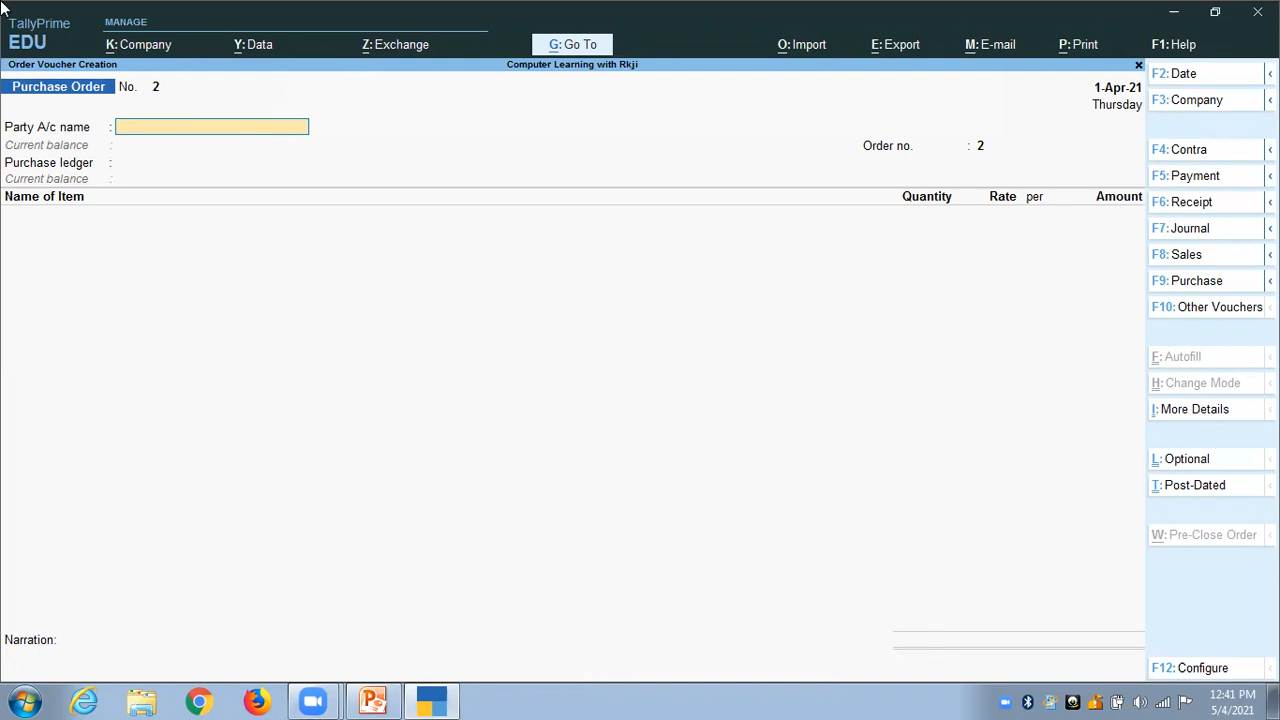 TallyPrime
EDU
MANAGE
K: Company
Y: Data
Z: Exchange
G: Go To
O: Import
E: Export
M: E-mail
P: Print
F1: Help
Order Voucher Creation
Computer Learning with Rkji
Purchase Order No. 2
1-Apr-21
Thursday
Party A/c name :
Current balance :
Order no. : 2
Purchase ledger :
Current balance :
Name of Item Quantity Rate per Amount
Narration:
F2: Date
F3: Company
F4: Contra
F5: Payment
F6: Receipt
F7: Journal
F8: Sales
F9: Purchase
F10: Other Vouchers
F: Autofill
H: Change Mode
I: More Details
L: Optional
T: Post-Dated
W: Pre-Close Order
F12: Configure
12:41 PM
5/4/2021